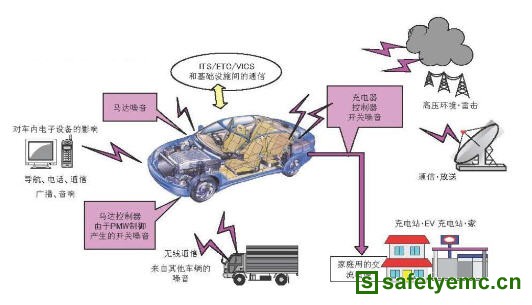 ITS/ETC/VICS
和基础设施间的通信
马达噪音
充电器
控制器
开关噪音
高压环境·雷击
对车内电子设备的影响
导航、电话、通信
广播、音响
通信·放送
马达控制器
由于PMW制御
产生的开关噪音
充电站·EV 充电站·家
无线通信
来自其他车辆的
噪音
家庭用的交
流
safetyemc.cn